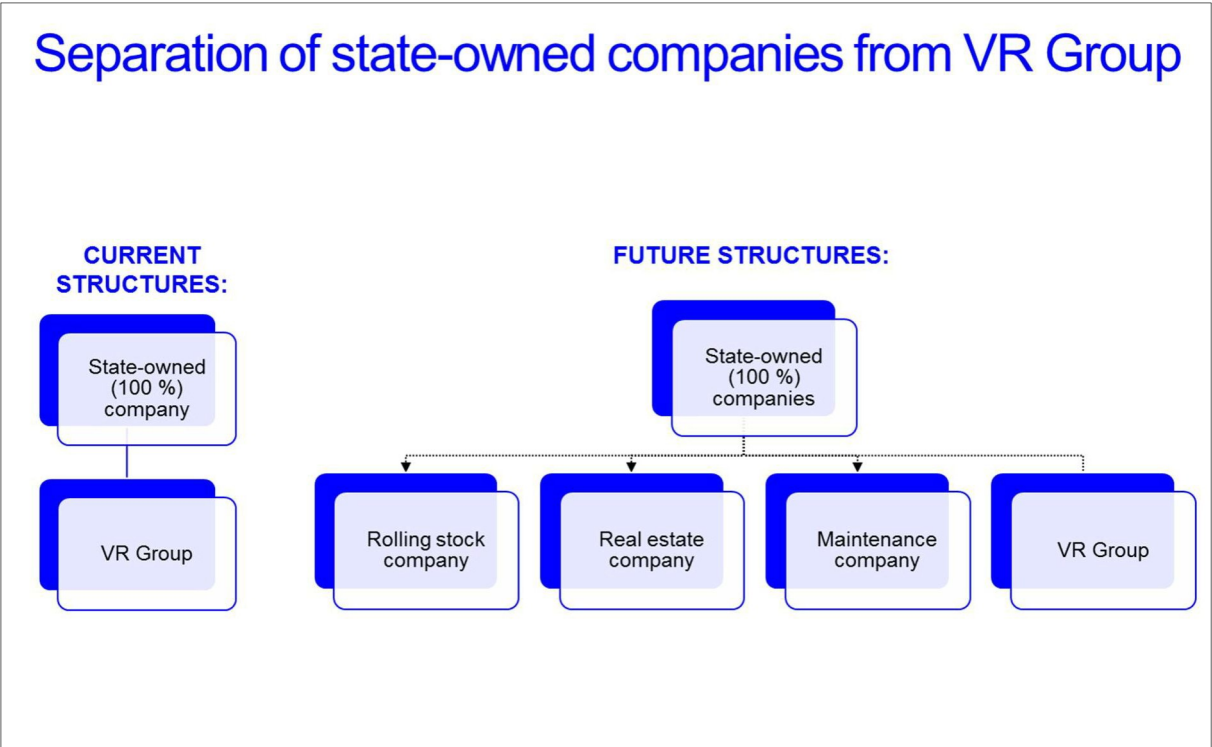 Separation of state-owned companies from VR Group
CURRENT
STRUCTURES:
State-owned
(100 %)
company
VR Group
FUTURE STRUCTURES:
State-owned
(100 %)
companies
Rolling stock
company
Real estate
company
Maintenance
company
VR Group